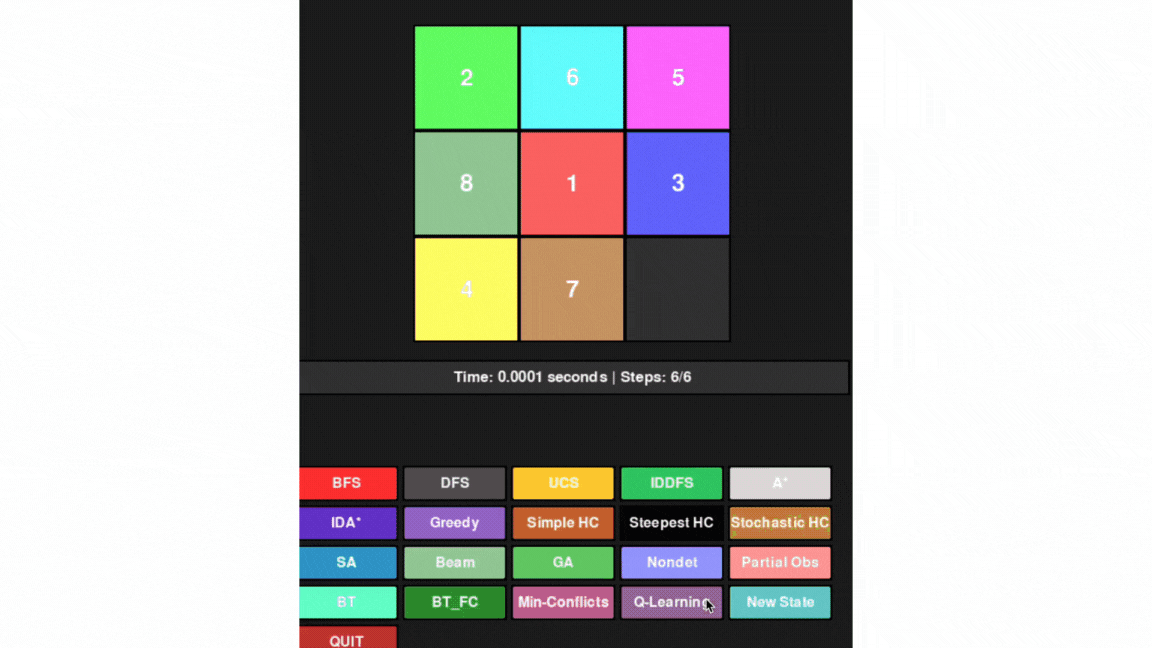 2 6 5
8 1 3
4 7
Time: 0.0001 seconds | Steps: 6/6
BFS DFS UCS IDDFS A*
IDA* Greedy Simple HC Steepest HC Stochastic HC
SA Beam GA Nondet Partial Obs
BT BT_FC Min-Conflicts Q-Learning New State
QUIT